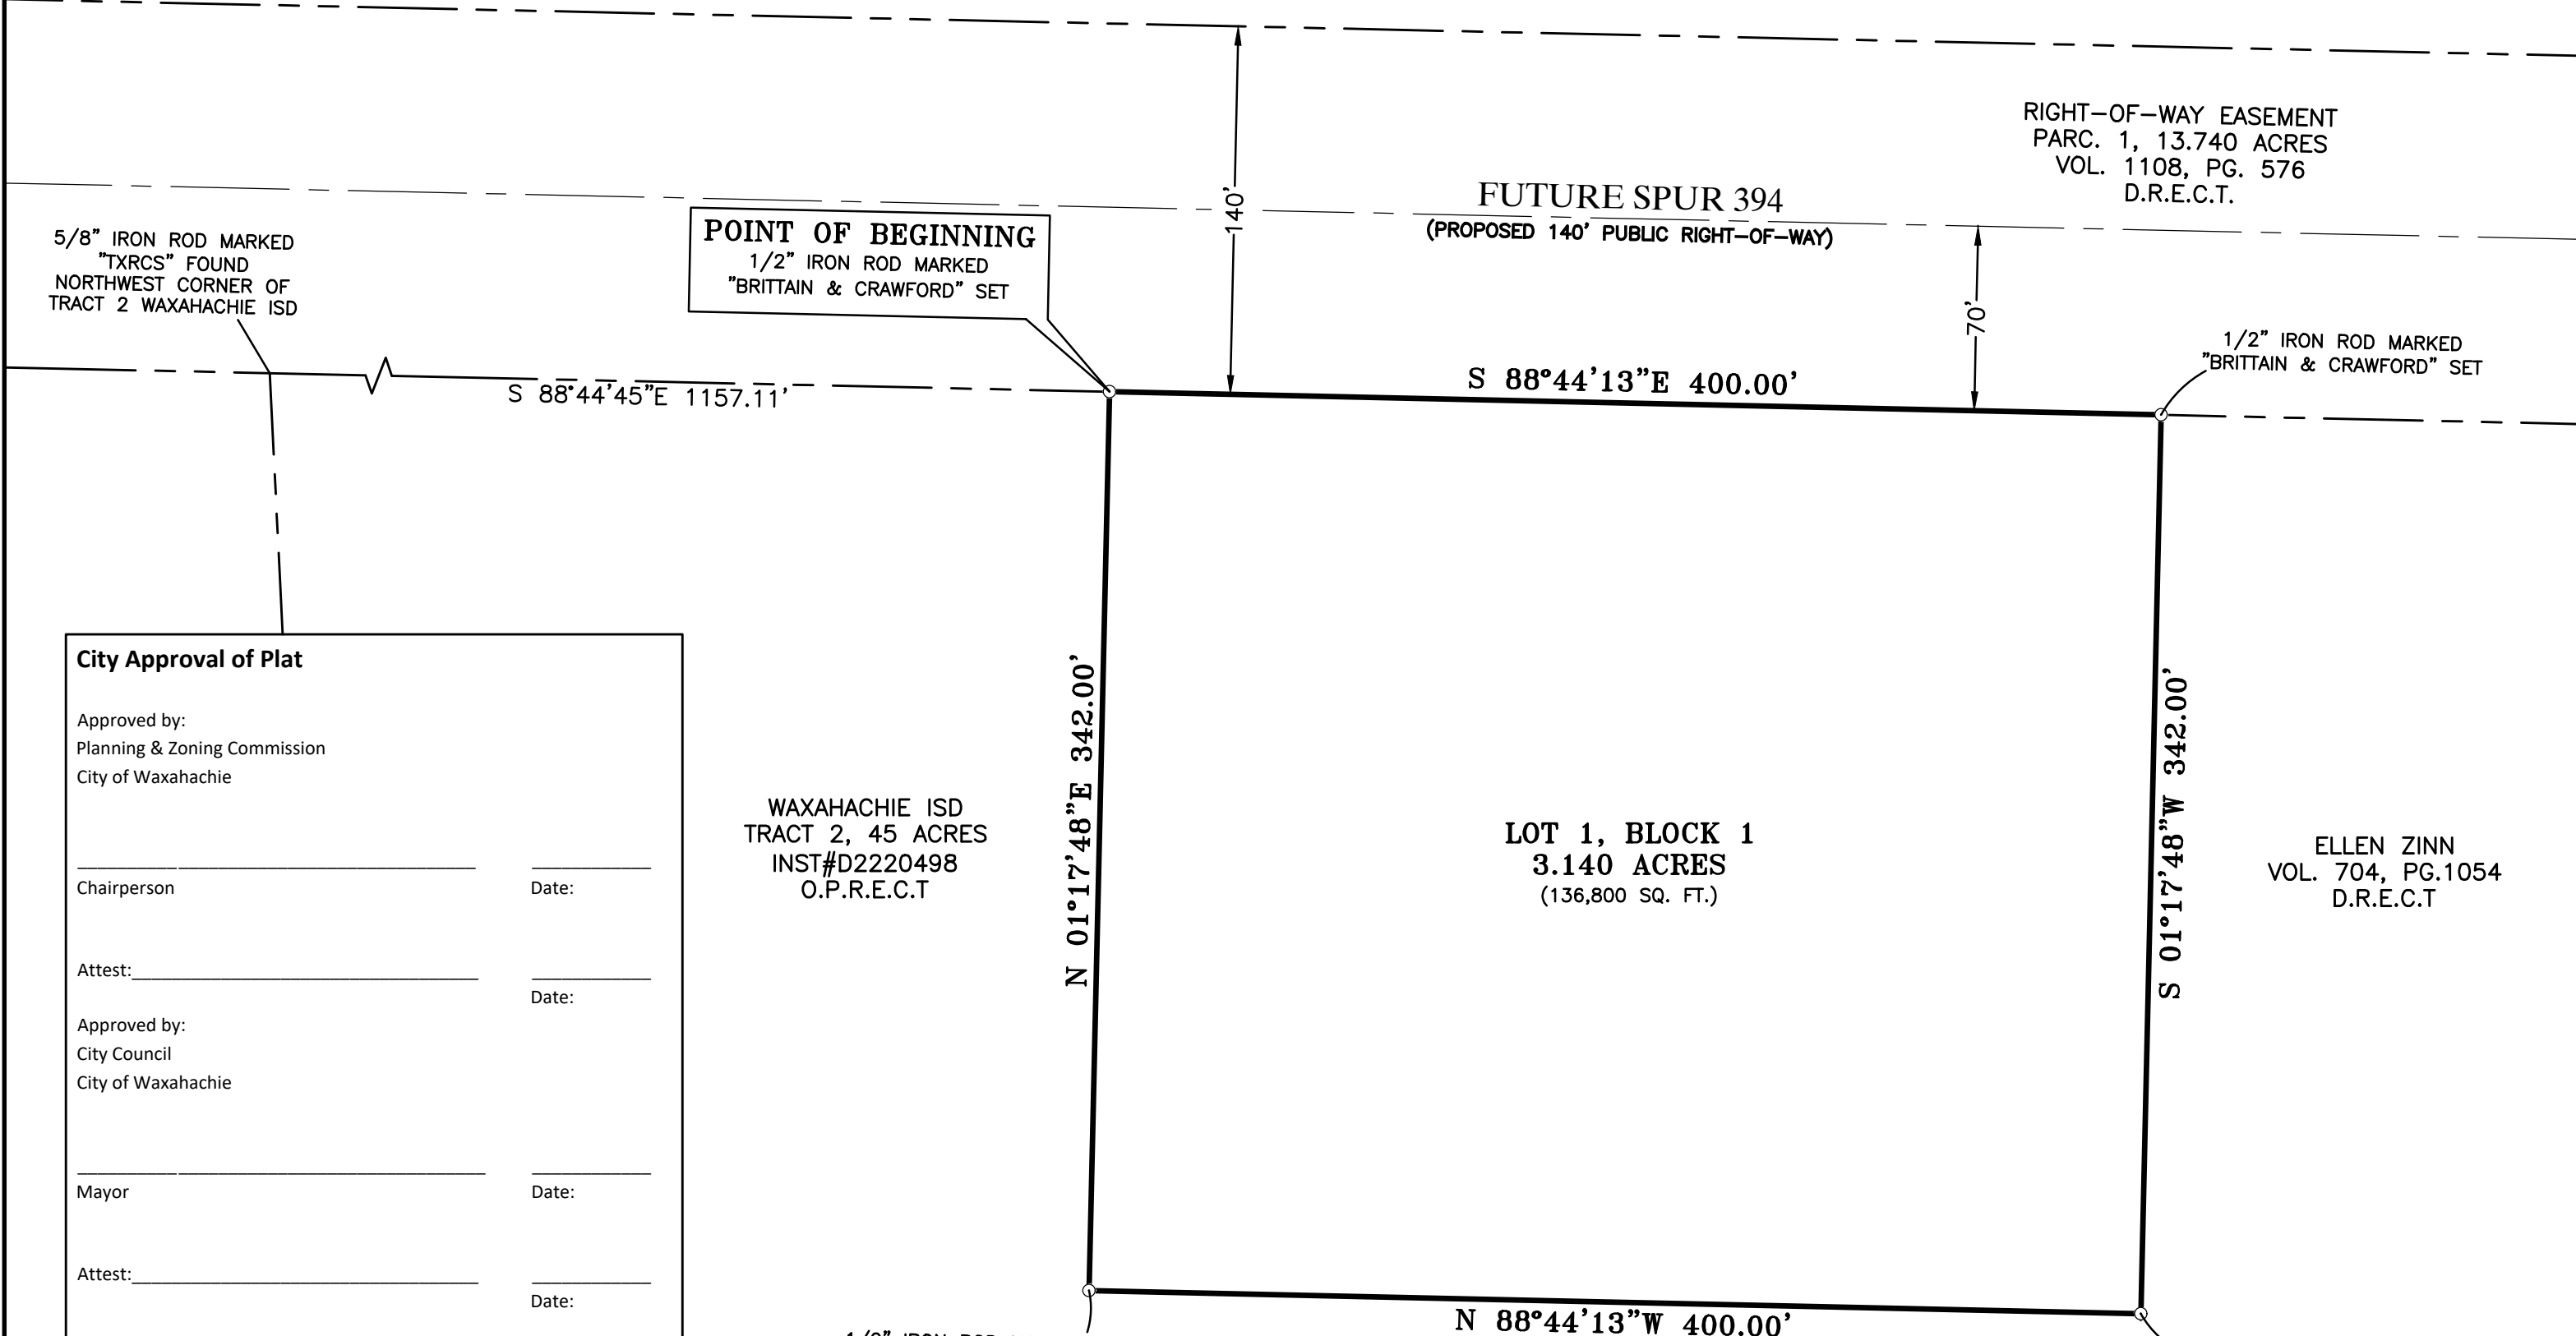 RIGHT-OF-WAY EASEMENT
PARC. 1, 13.740 ACRES
VOL. 1108, PG. 576
D.R.E.C.T.
140'
FUTURE SPUR 394
(PROPOSED 140' PUBLIC RIGHT-OF-WAY)
70'
5/8" IRON ROD MARKED
"TXRCS" FOUND
NORTHWEST CORNER OF
TRACT 2 WAXAHACHIE ISD
POINT OF BEGINNING
1/2" IRON ROD MARKED
"BRITTAIN & CRAWFORD" SET
1/2" IRON ROD MARKED
"BRITTAIN & CRAWFORD" SET
S 88°44'45"E 1157.11'
S 88°44'13"E 400.00'
N 01°17'48"E 342.00'
S 01°17'48"W 342.00'
City Approval of Plat
Approved by:
Planning & Zoning Commission
City of Waxahachie
Chairperson Date:
Attest:
Date:
Approved by:
City Council
City of Waxahachie
Mayor Date:
Attest:
Date:
WAXAHACHIE ISD
TRACT 2, 45 ACRES
INST#D2220498
O.P.R.E.C.T
LOT 1, BLOCK 1
3.140 ACRES
(136,800 SQ. FT.)
ELLEN ZINN
VOL. 704, PG.1054
D.R.E.C.T
N 88°44'13"W 400.00'